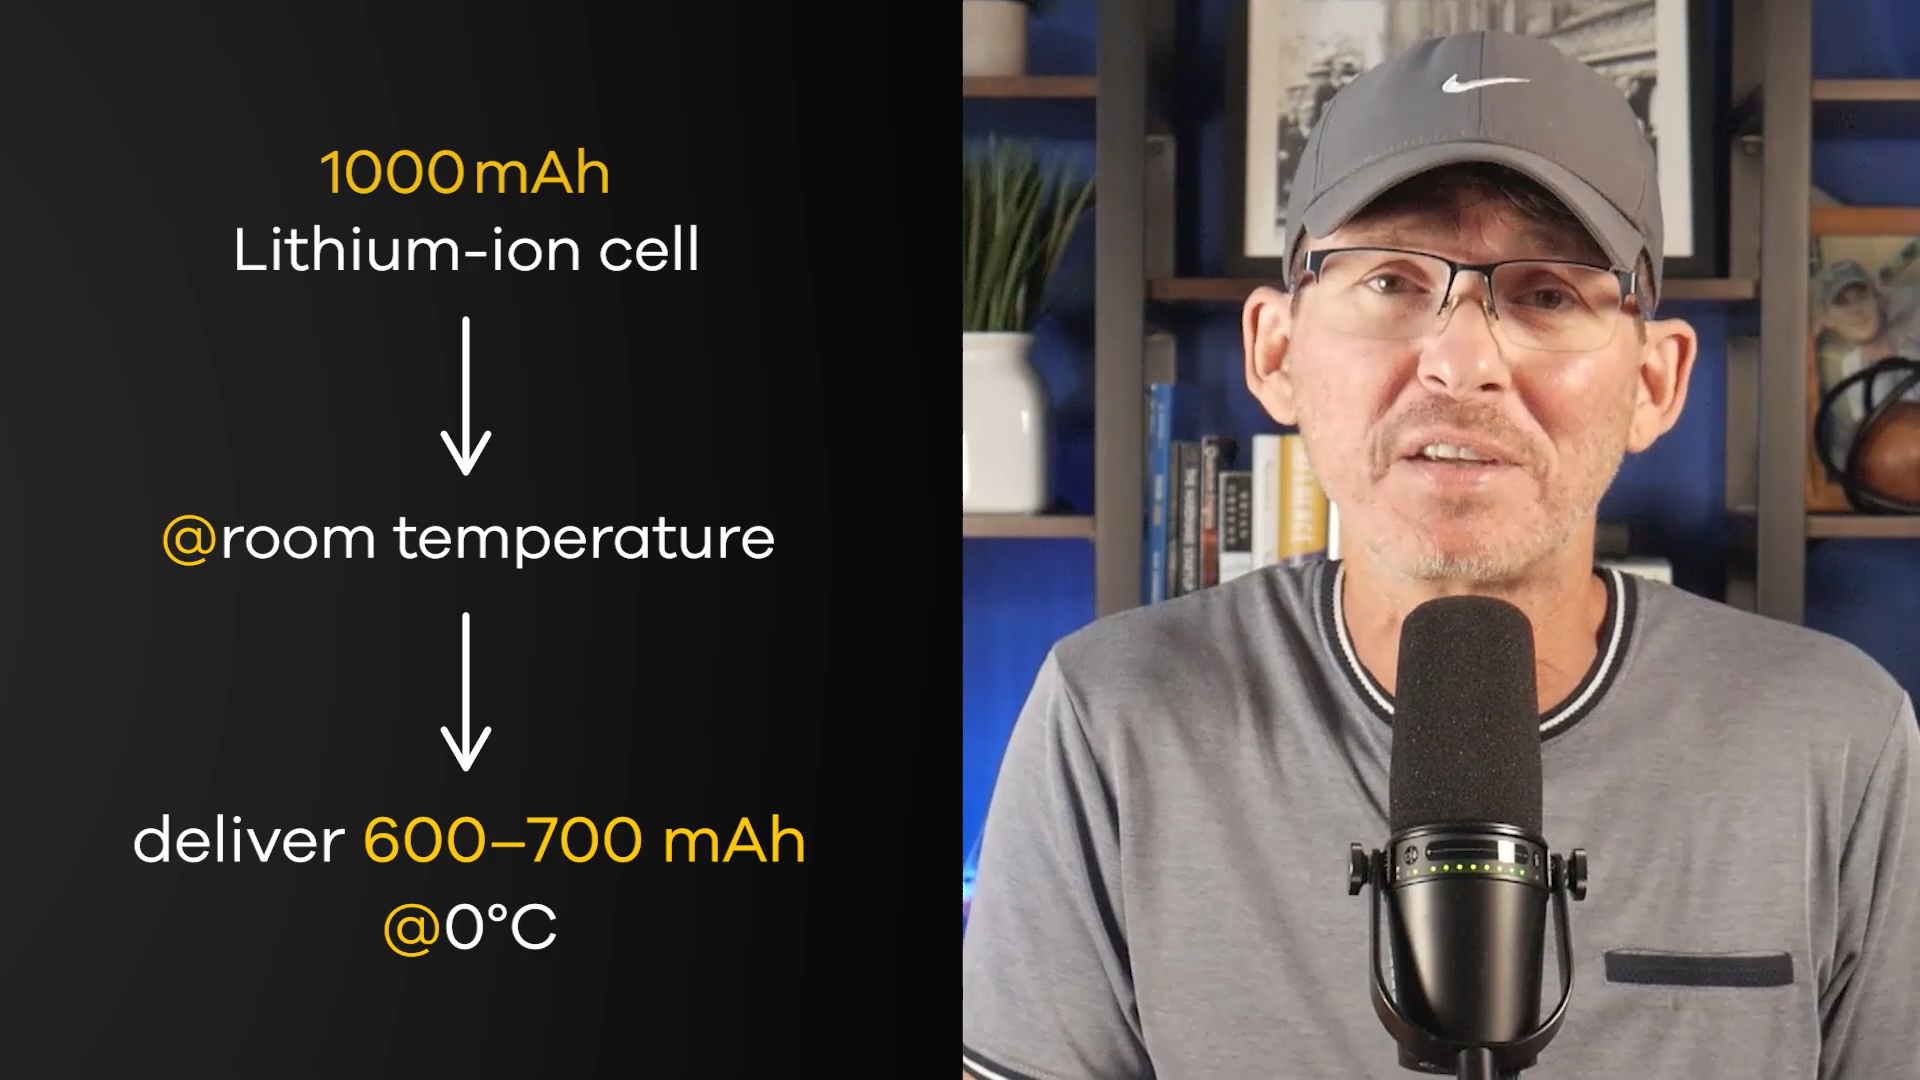 1000 mAh
Lithium-ion cell
@room temperature
deliver 600–700 mAh
@0°C